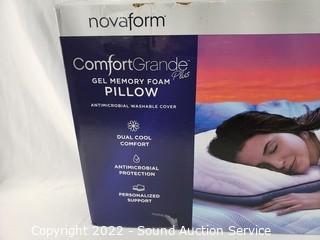 novaform
ComfortGrande Plus
GEL MEMORY FOAM
PILLOW
ANTIMICROBIAL WASHABLE COVER
DUAL COOL
COMFORT
ANTIMICROBIAL
PROTECTION
PERSONALIZED
SUPPORT
Copyright 2022 - Sound Auction Service